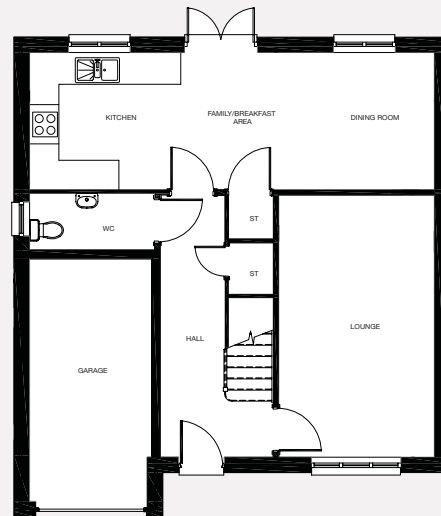 KITCHEN
FAMILY/BREAKFAST
AREA
DINING ROOM
WC
ST
ST
HALL
LOUNGE
GARAGE